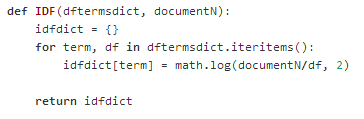 def IDF(dftermsdict, documentN):
    idfdict = {}
    for term, df in dftermsdict.iteritems():
        idfdict[term] = math.log(documentN/df, 2)

    return idfdict